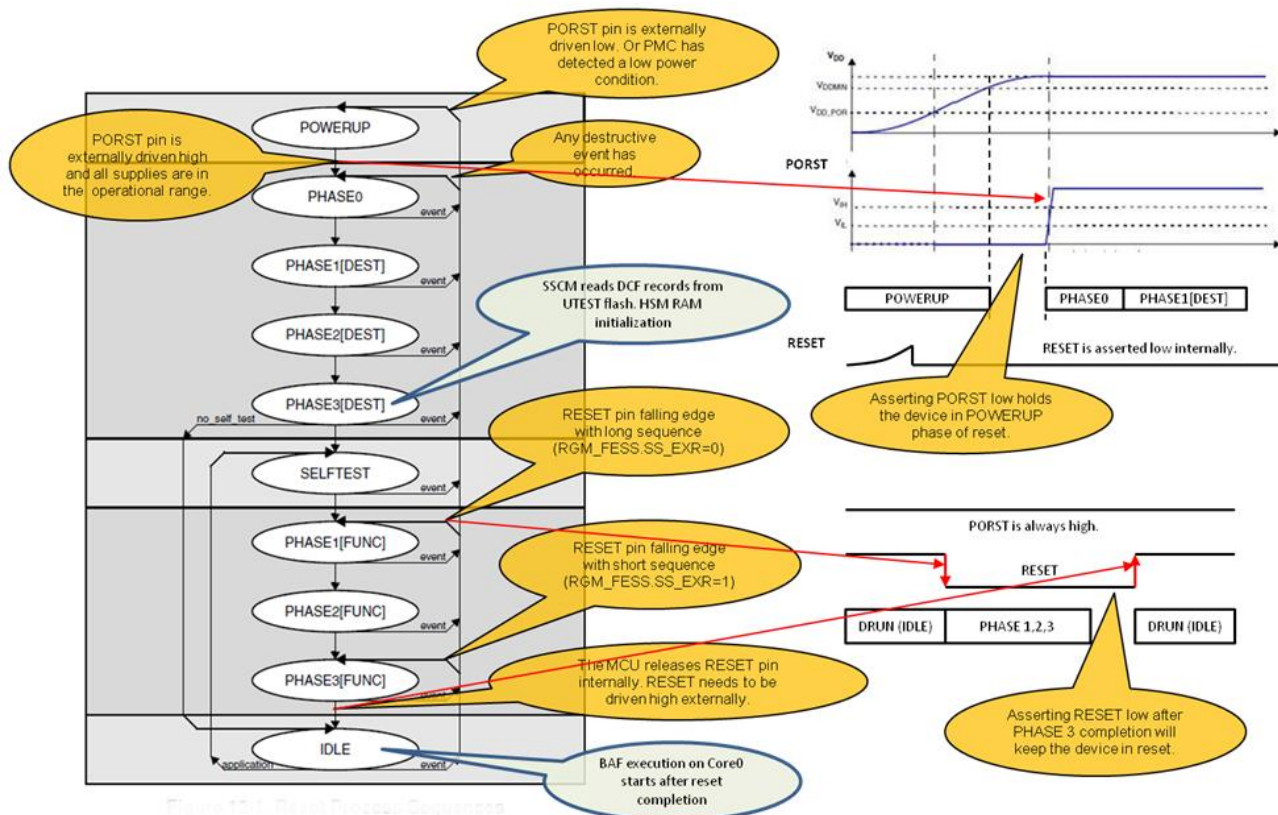 PORST pin is externally
driven low. Or PMC has
detected a low power
condition.
POWERUP
PORST pin is
externally driven high
and all supplies are
in the operational range.
Any destructive
event has
occurred.
PHASE0
event
PHASE1[DEST]
event
SSCM reads DCF records from
UTEST flash. HSM RAM
initialization
PHASE2[DEST]
event
PHASE3[DEST]
no_self_test
event
RESET pin falling edge
with long sequence
(RGM_FESS.SS_EXR=0)
SELFTEST
event
PHASE1[FUNC]
event
RESET pin falling edge
with short sequence
(RGM_FESS.SS_EXR=1)
PHASE2[FUNC]
event
PHASE3[FUNC]
The MCU releases RESET pin
internally. RESET needs to be
driven high externally.
IDLE
application
event
BAF execution on Core0
starts after reset
completion
VDD
VDDMIN
VDD_POR
PORST
VIH
VIL
POWERUP
PHASE0
PHASE1[DEST]
RESET
RESET is asserted low internally.
Asserting PORST low holds
the device in POWERUP
phase of reset.
PORST is always high.
RESET
DRUN (IDLE)
PHASE 1,2,3
DRUN (IDLE)
Asserting RESET low after
PHASE 3 completion will
keep the device in reset.
Reset Process Sequences